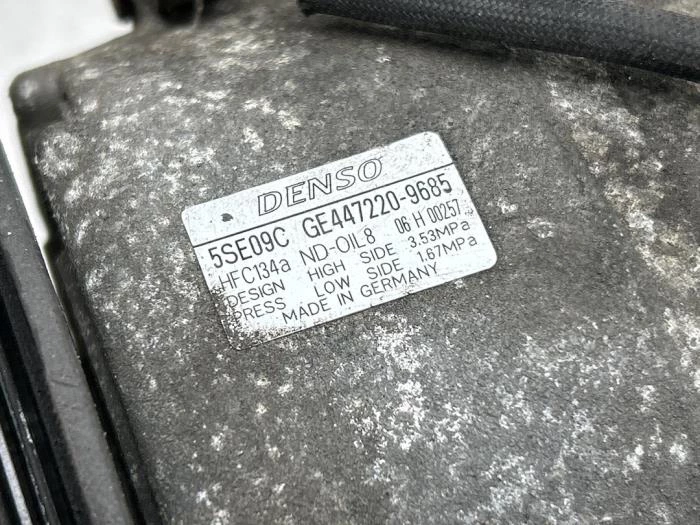 DENSO
5SE09C GE447220-9685
HFC134a ND-OIL8 06 H 00257
DESIGN HIGH SIDE 3.53MPa
PRESS LOW SIDE 1.67MPa
MADE IN GERMANY